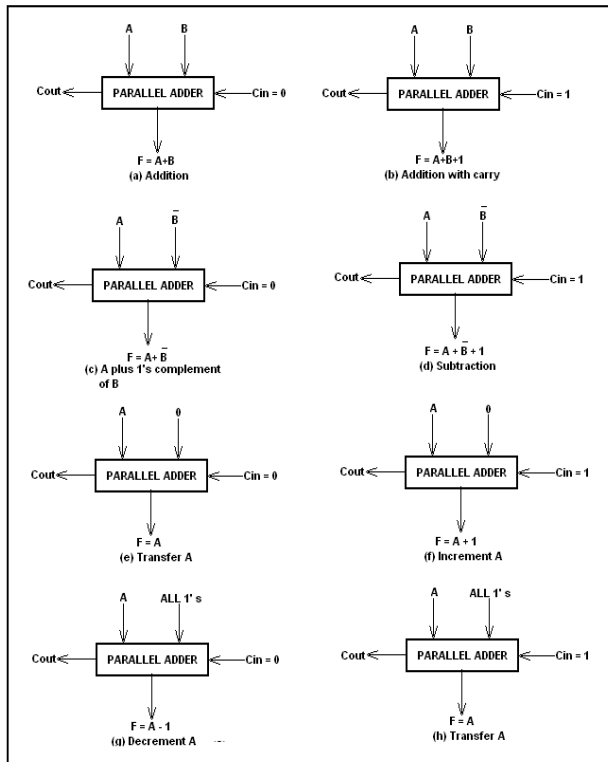 A B
Cout PARALLEL ADDER Cin = 0
F = A+B
(a) Addition
A B
Cout PARALLEL ADDER Cin = 1
F = A+B+1
(b) Addition with carry
A B̅
Cout PARALLEL ADDER Cin = 0
F = A+ B̅
(c) A plus 1's complement
of B
A B̅
Cout PARALLEL ADDER Cin = 1
F = A + B̅ + 1
(d) Subtraction
A 0
Cout PARALLEL ADDER Cin = 0
F = A
(e) Transfer A
A 0
Cout PARALLEL ADDER Cin = 1
F = A + 1
(f) Increment A
A ALL 1' s
Cout PARALLEL ADDER Cin = 0
F = A - 1
(g) Decrement A
A ALL 1' s
Cout PARALLEL ADDER Cin = 1
F = A
(h) Transfer A